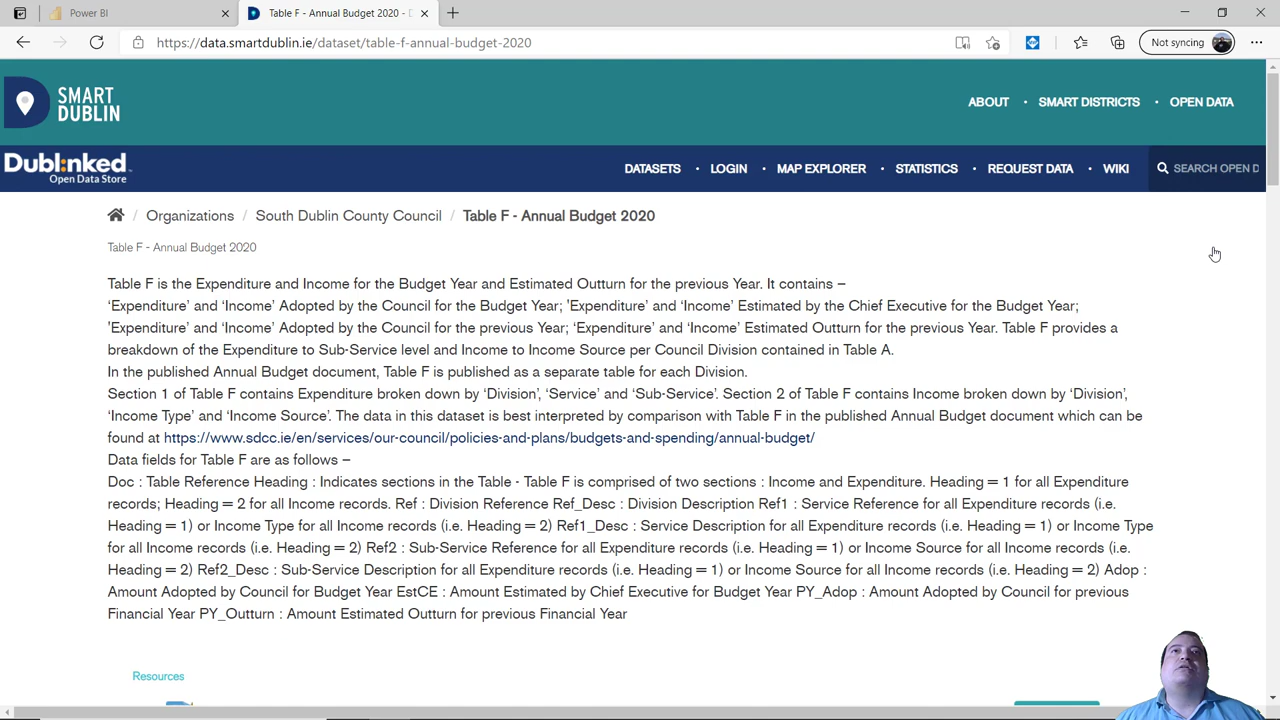 Power BI
Table F - Annual Budget 2020 - D
https://data.smartdublin.ie/dataset/table-f-annual-budget-2020
Not syncing
SMART
DUBLIN
ABOUT • SMART DISTRICTS • OPEN DATA
Dublinked
Open Data Store
DATASETS • LOGIN • MAP EXPLORER • STATISTICS • REQUEST DATA • WIKI
SEARCH OPEN D
/ Organizations / South Dublin County Council / Table F - Annual Budget 2020
Table F - Annual Budget 2020
Table F is the Expenditure and Income for the Budget Year and Estimated Outturn for the previous Year. It contains –
‘Expenditure’ and ‘Income’ Adopted by the Council for the Budget Year; 'Expenditure’ and ‘Income’ Estimated by the Chief Executive for the Budget Year;
'Expenditure’ and ‘Income’ Adopted by the Council for the previous Year; ‘Expenditure’ and ‘Income’ Estimated Outturn for the previous Year. Table F provides a
breakdown of the Expenditure to Sub-Service level and Income to Income Source per Council Division contained in Table A.
In the published Annual Budget document, Table F is published as a separate table for each Division.
Section 1 of Table F contains Expenditure broken down by ‘Division’, ‘Service’ and ‘Sub-Service’. Section 2 of Table F contains Income broken down by ‘Division’,
‘Income Type’ and ‘Income Source’. The data in this dataset is best interpreted by comparison with Table F in the published Annual Budget document which can be
found at https://www.sdcc.ie/en/services/our-council/policies-and-plans/budgets-and-spending/annual-budget/
Data fields for Table F are as follows –
Doc : Table Reference Heading : Indicates sections in the Table - Table F is comprised of two sections : Income and Expenditure. Heading = 1 for all Expenditure
records; Heading = 2 for all Income records. Ref : Division Reference Ref_Desc : Division Description Ref1 : Service Reference for all Expenditure records (i.e.
Heading = 1) or Income Type for all Income records (i.e. Heading = 2) Ref1_Desc : Service Description for all Expenditure records (i.e. Heading = 1) or Income Type
for all Income records (i.e. Heading = 2) Ref2 : Sub-Service Reference for all Expenditure records (i.e. Heading = 1) or Income Source for all Income records (i.e.
Heading = 2) Ref2_Desc : Sub-Service Description for all Expenditure records (i.e. Heading = 1) or Income Source for all Income records (i.e. Heading = 2) Adop :
Amount Adopted by Council for Budget Year EstCE : Amount Estimated by Chief Executive for Budget Year PY_Adop : Amount Adopted by Council for previous
Financial Year PY_Outturn : Amount Estimated Outturn for previous Financial Year
Resources